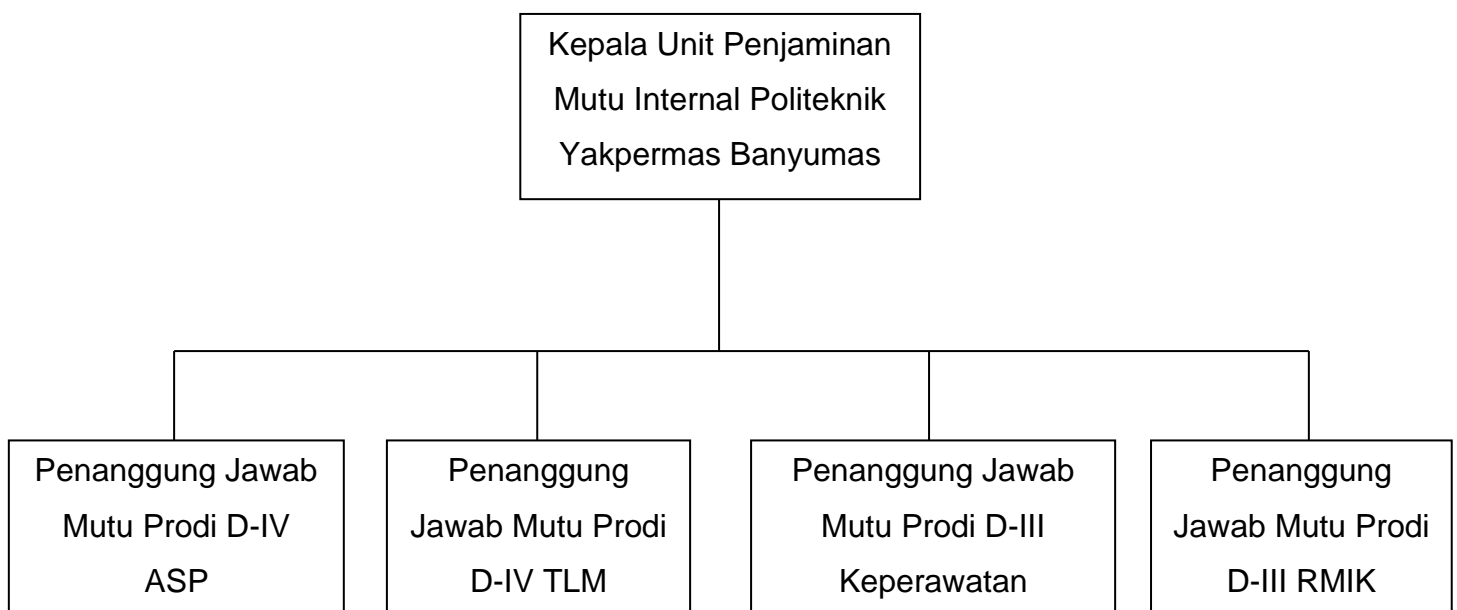 Kepala Unit Penjaminan
Mutu Internal Politeknik
Yakpermas Banyumas
Penanggung Jawab
Mutu Prodi D-IV
ASP
Penanggung
Jawab Mutu Prodi
D-IV TLM
Penanggung Jawab
Mutu Prodi D-III
Keperawatan
Penanggung
Jawab Mutu Prodi
D-III RMIK